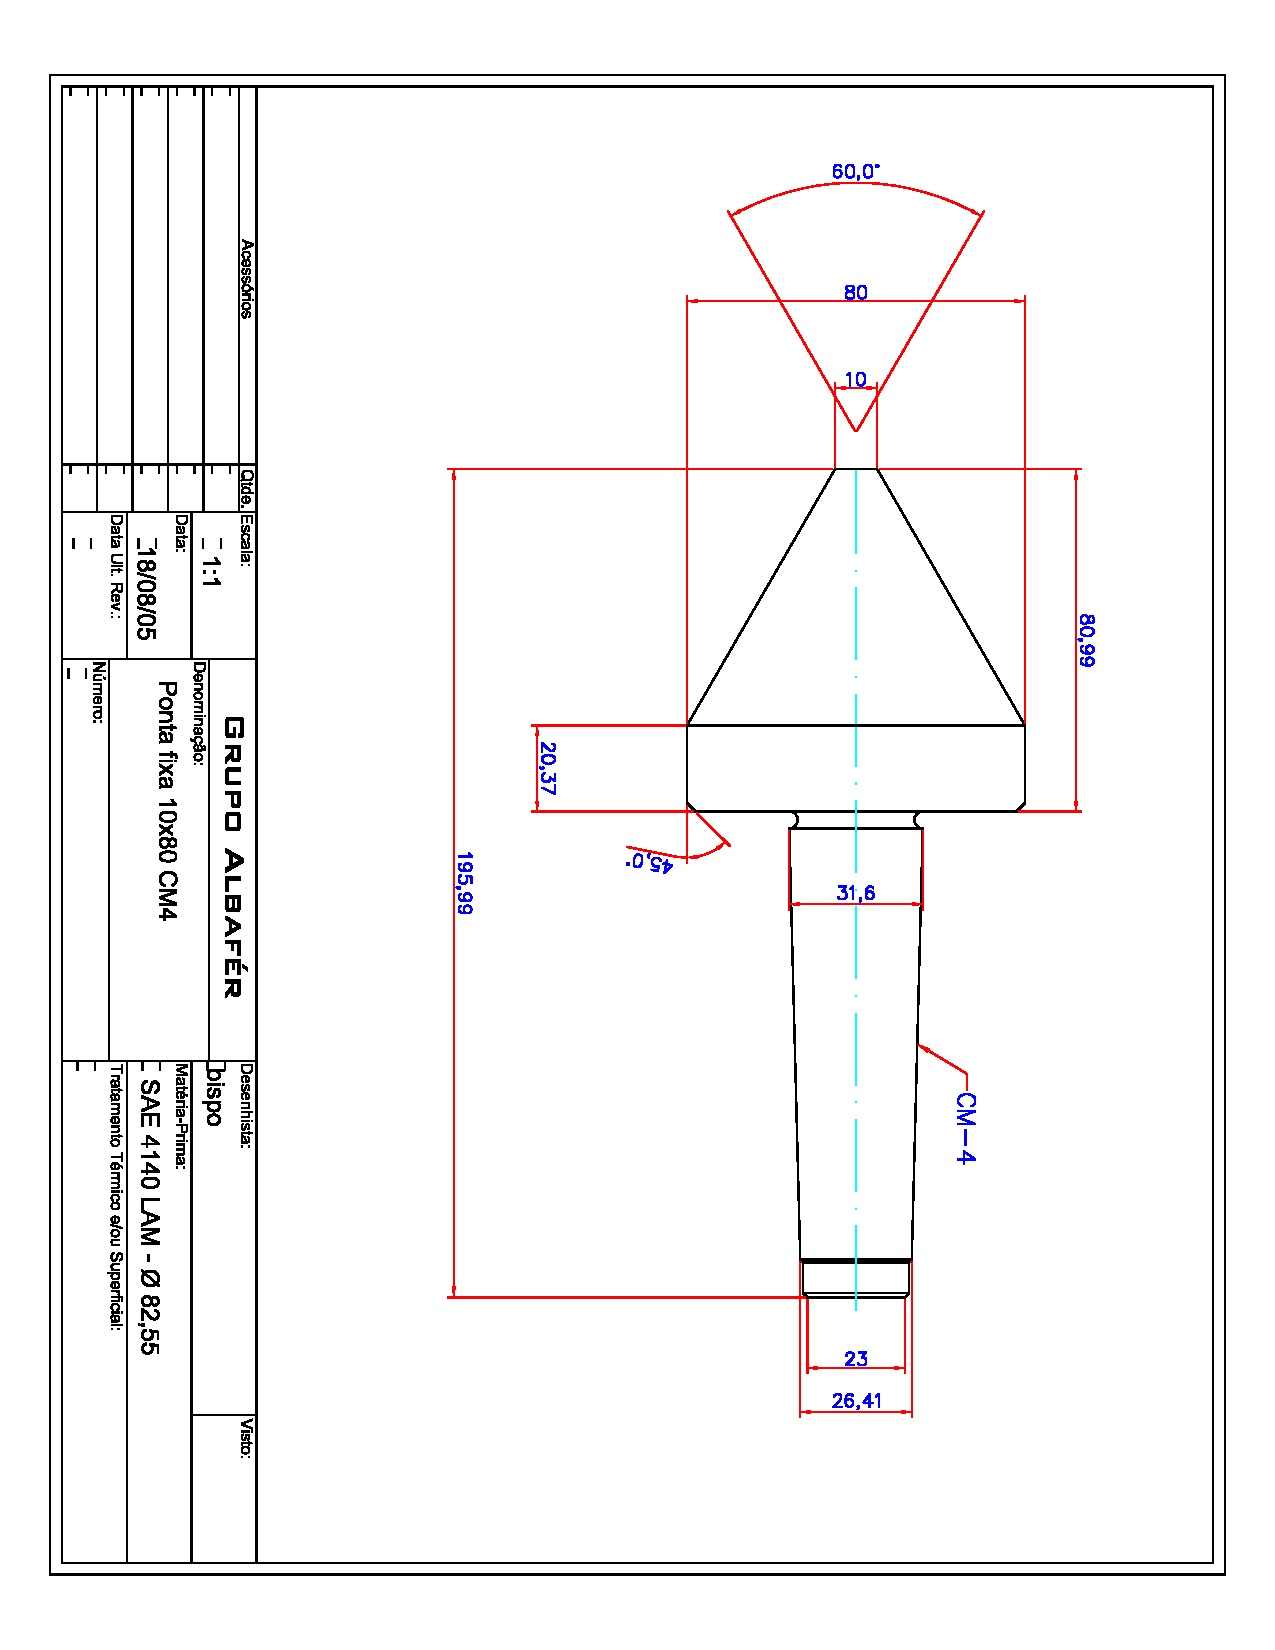 60,0°
80
10
80,99
20,37
45,0°
195,99
31,6
CM-4
23
26,41
Acessórios
Qtde.
Escala:
1:1
Data:
18/08/05
Data Ult. Rev.:
GRUPO ALBAFÉR
Denominação:
Ponta fixa 10x80 CM4
Número:
Desenhista:
bispo
Matéria-Prima:
SAE 4140 LAM - Ø 82,55
Tratamento Térmico e/ou Superficial:
Visto: